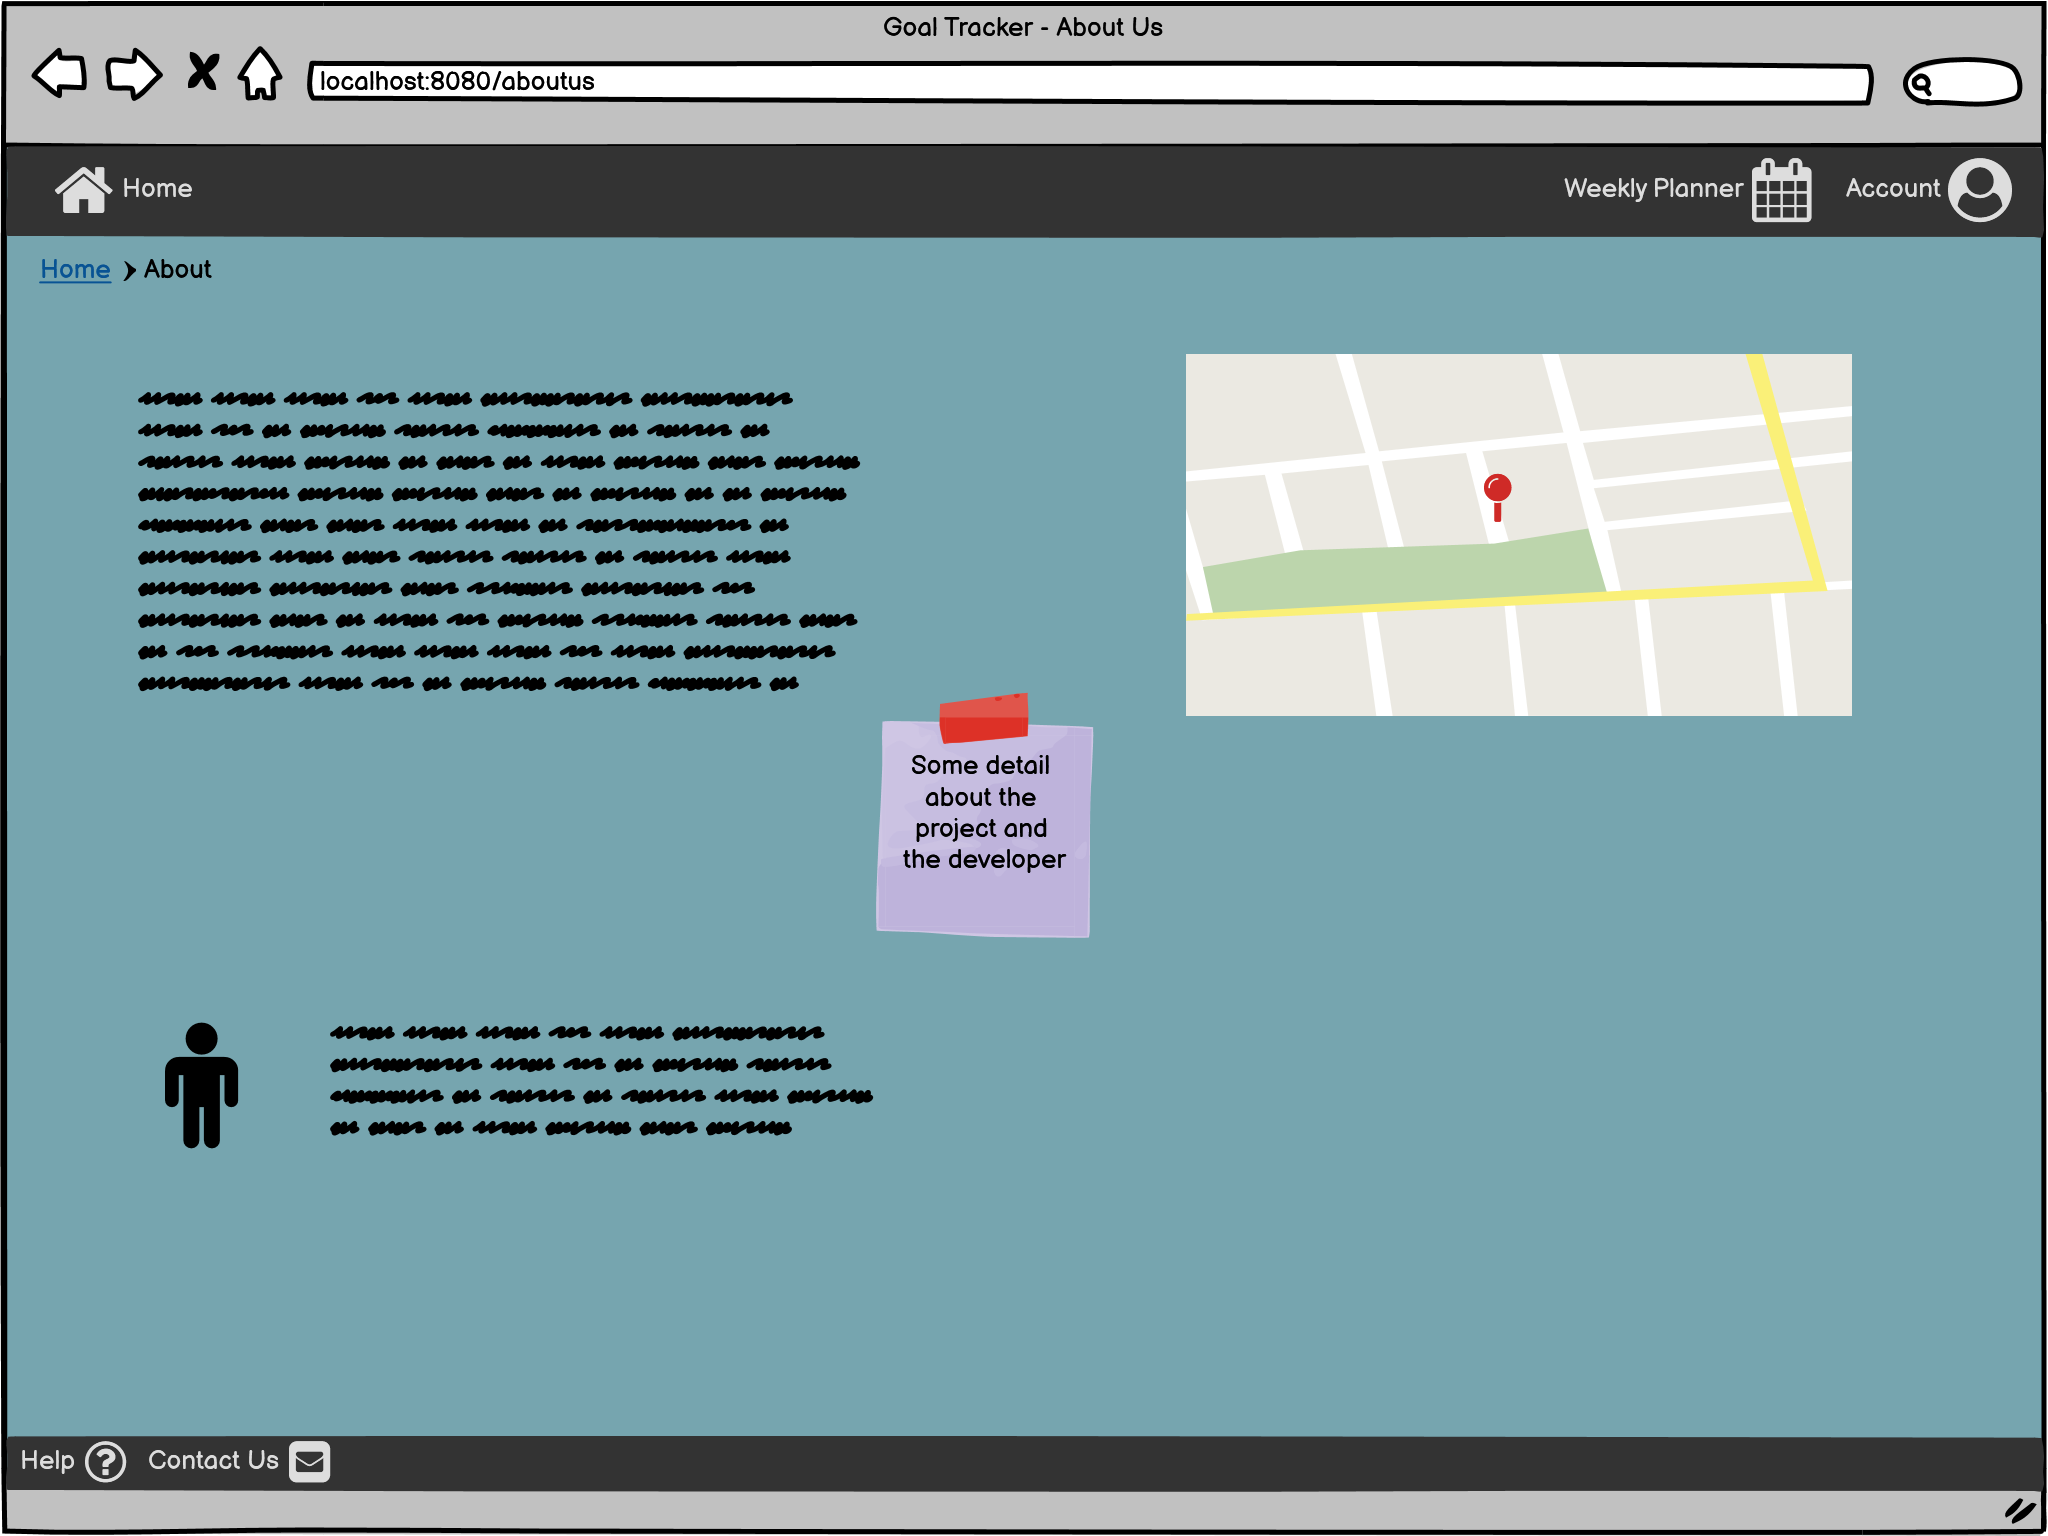 Goal Tracker - About Us
localhost:8080/aboutus
Home
Weekly Planner
Account
Home
About
Some detail
about the
project and
the developer
Help
Contact Us